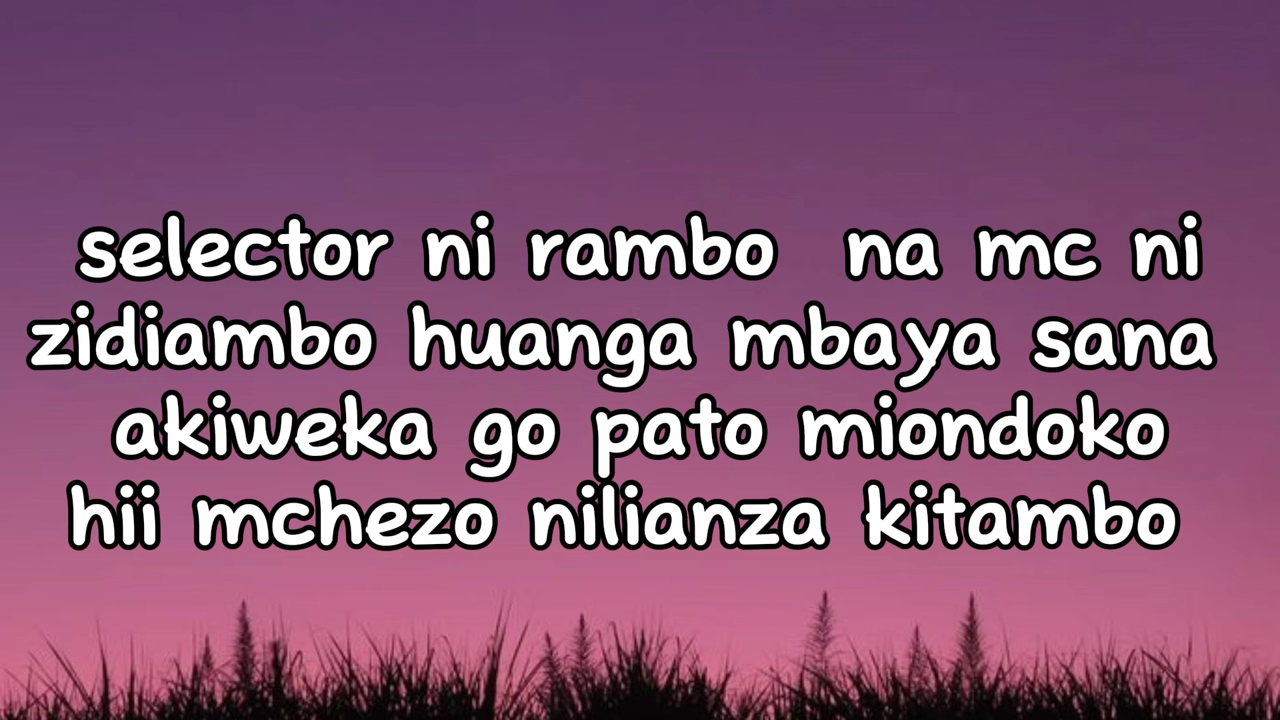 selector ni rambo na mc ni
zidiambo huanga mbaya sana
akiweka go pato miondoko
hii mchezo nilianza kitambo